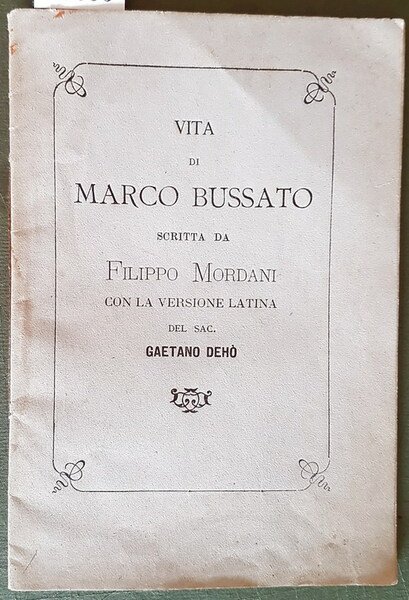 VITA
DI
MARCO BUSSATO
SCRITTA DA
FILIPPO MORDANI
CON LA VERSIONE LATINA
DEL SAC.
GAETANO DEHÒ